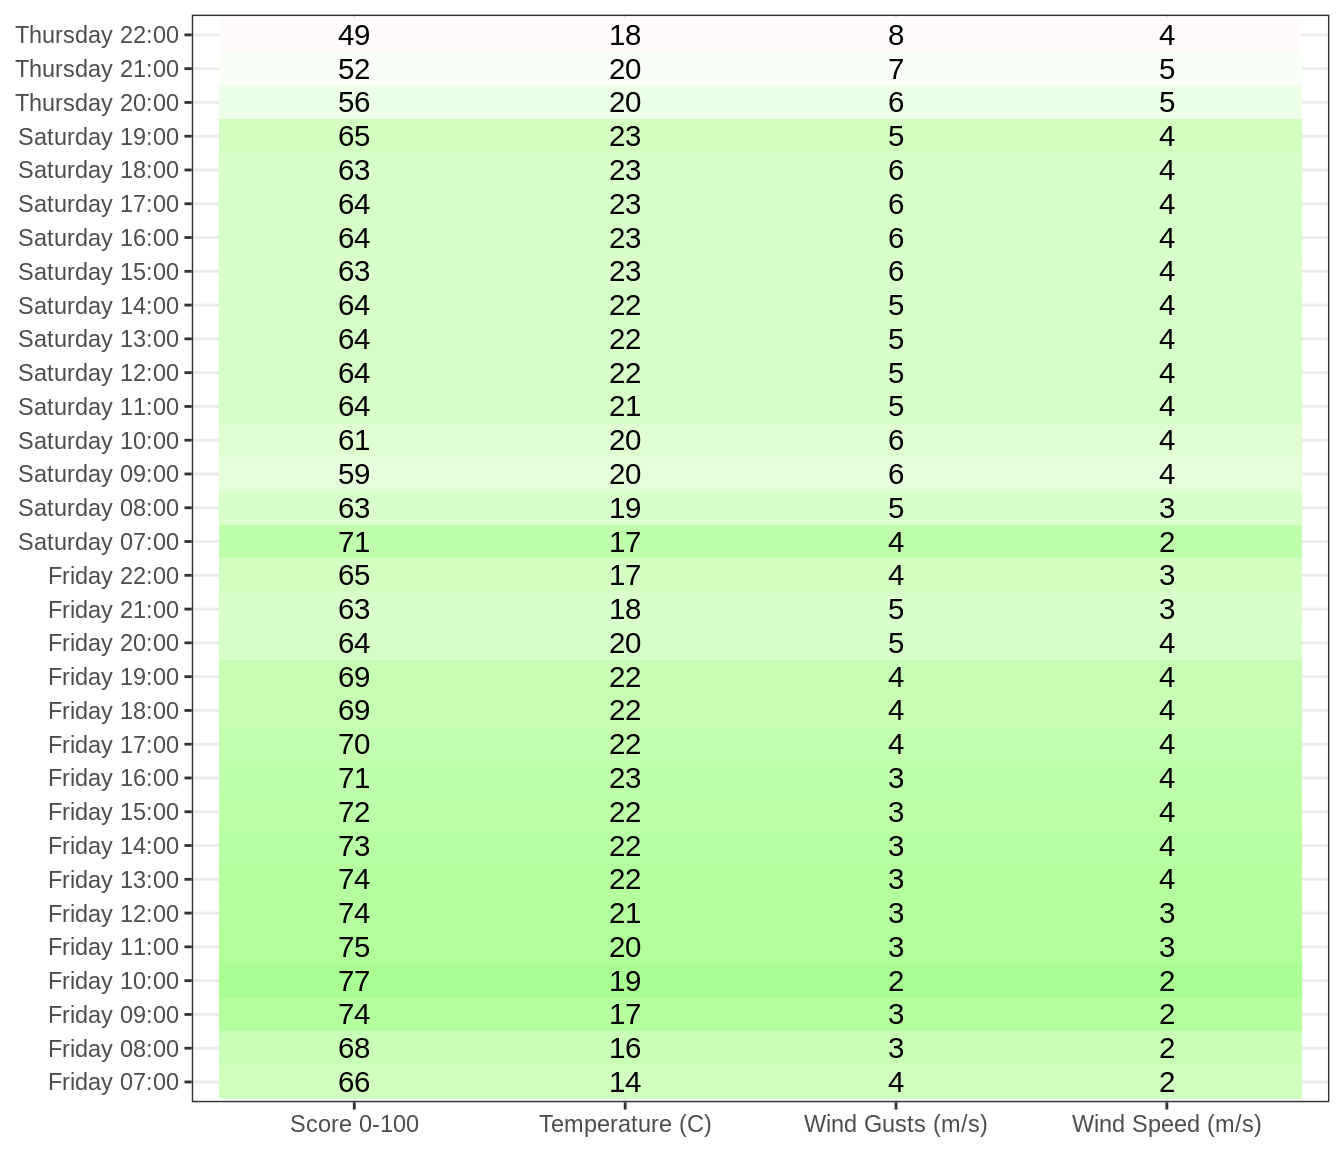 Thursday 22:00 49 18 8 4
Thursday 21:00 52 20 7 5
Thursday 20:00 56 20 6 5
Saturday 19:00 65 23 5 4
Saturday 18:00 63 23 6 4
Saturday 17:00 64 23 6 4
Saturday 16:00 64 23 6 4
Saturday 15:00 63 23 6 4
Saturday 14:00 64 22 5 4
Saturday 13:00 64 22 5 4
Saturday 12:00 64 22 5 4
Saturday 11:00 64 21 5 4
Saturday 10:00 61 20 6 4
Saturday 09:00 59 20 6 4
Saturday 08:00 63 19 5 3
Saturday 07:00 71 17 4 2
Friday 22:00 65 17 4 3
Friday 21:00 63 18 5 3
Friday 20:00 64 20 5 4
Friday 19:00 69 22 4 4
Friday 18:00 69 22 4 4
Friday 17:00 70 22 4 4
Friday 16:00 71 23 3 4
Friday 15:00 72 22 3 4
Friday 14:00 73 22 3 4
Friday 13:00 74 22 3 4
Friday 12:00 74 21 3 3
Friday 11:00 75 20 3 3
Friday 10:00 77 19 2 2
Friday 09:00 74 17 3 2
Friday 08:00 68 16 3 2
Friday 07:00 66 14 4 2
Score 0-100 Temperature (C) Wind Gusts (m/s) Wind Speed (m/s)